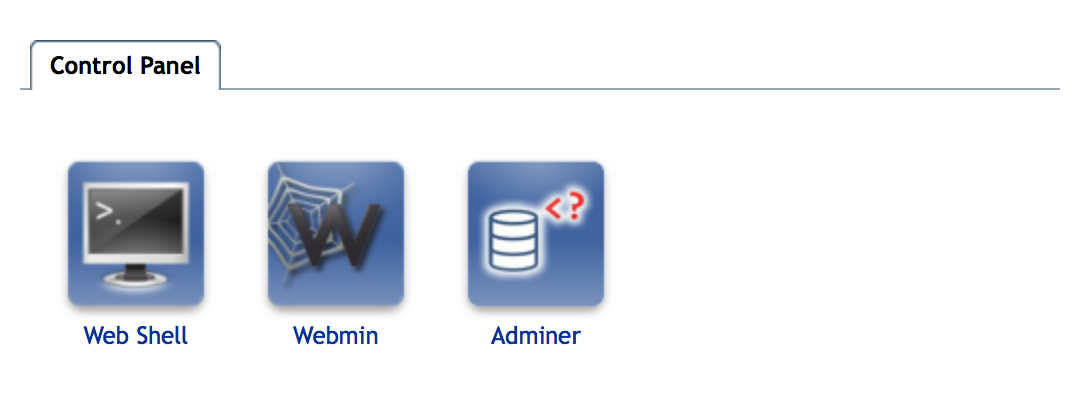 Control Panel
>.
W
<?
Web Shell
Webmin
Adminer